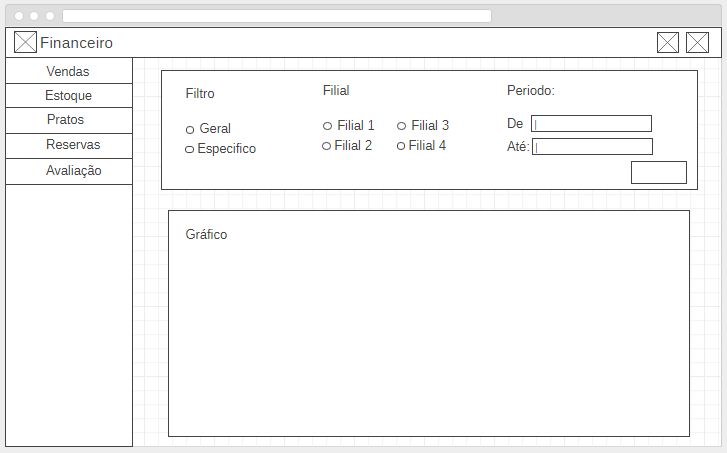 Financeiro
Vendas
Estoque
Pratos
Reservas
Avaliação
Filtro
Geral
Especifico
Filial
Filial 1
Filial 3
Filial 2
Filial 4
Periodo:
De
Até:
Gráfico